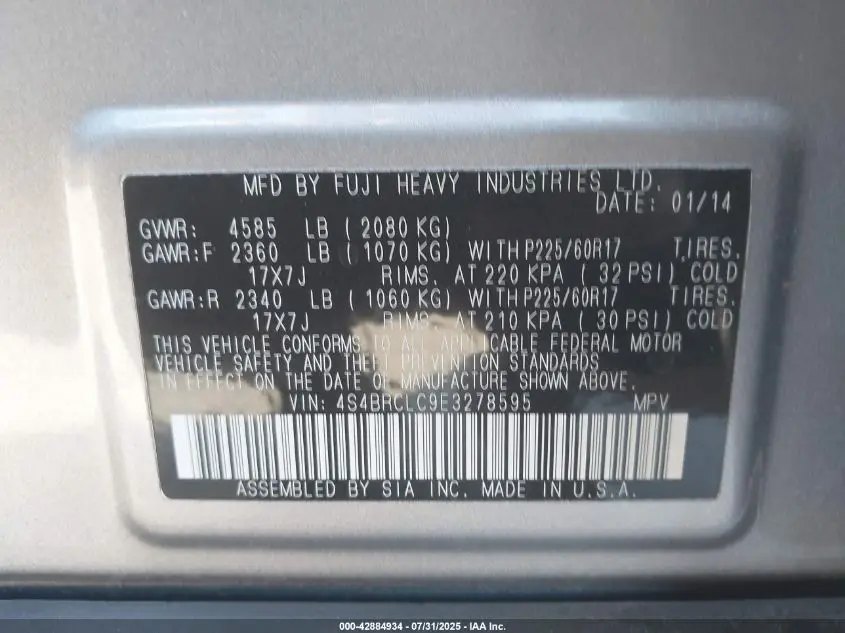 MFD BY FUJI HEAVY INDUSTRIES LTD.
DATE: 01/14
GVWR: 4585 LB ( 2080 KG)
GAWR:F 2360 LB ( 1070 KG) WITH P225/60R17 TIRES.
17X7J RIMS. AT 220 KPA ( 32 PSI) COLD
GAWR:R 2340 LB ( 1060 KG) WITH P225/60R17 TIRES.
17X7J RIMS. AT 210 KPA ( 30 PSI) COLD
THIS VEHICLE CONFORMS TO ALL APPLICABLE FEDERAL MOTOR
VEHICLE SAFETY AND THEFT PREVENTION STANDARDS
IN EFFECT ON THE DATE OF MANUFACTURE SHOWN ABOVE.
VIN: 4S4BRCLC9E3278595 MPV
ASSEMBLED BY SIA INC. MADE IN U.S.A.
000-42884934 - 07/31/2025 - IAA Inc.